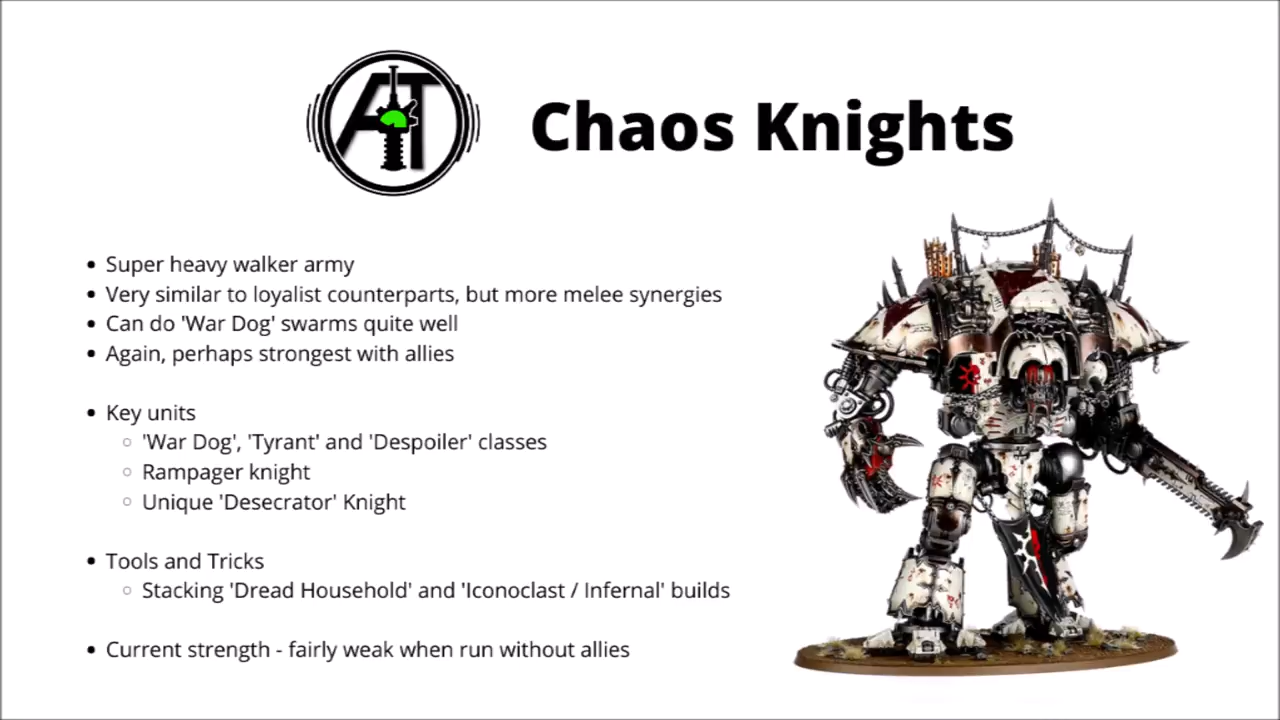 AT
Chaos Knights
• Super heavy walker army
• Very similar to loyalist counterparts, but more melee synergies
• Can do 'War Dog' swarms quite well
• Again, perhaps strongest with allies
• Key units
○ 'War Dog', 'Tyrant' and 'Despoiler' classes
○ Rampager knight
○ Unique 'Desecrator' Knight
• Tools and Tricks
○ Stacking 'Dread Household' and 'Iconoclast / Infernal' builds
• Current strength - fairly weak when run without allies